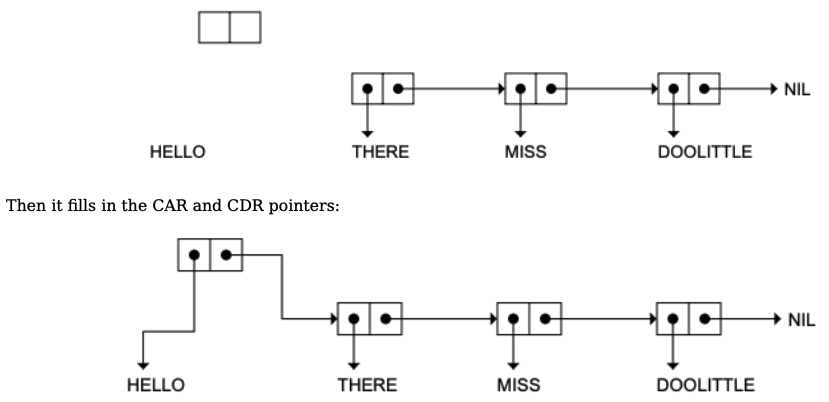 NIL
HELLO THERE MISS DOOLITTLE
Then it fills in the CAR and CDR pointers:
NIL
HELLO THERE MISS DOOLITTLE